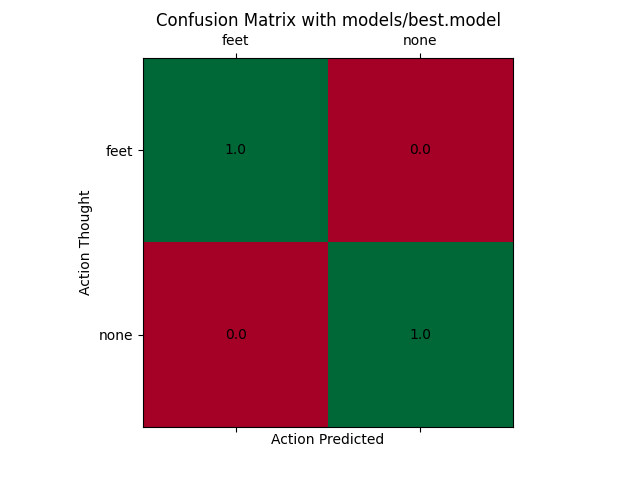 Confusion Matrix with models/best.model
feet none
feet 1.0 0.0
Action Thought
none 0.0 1.0
Action Predicted